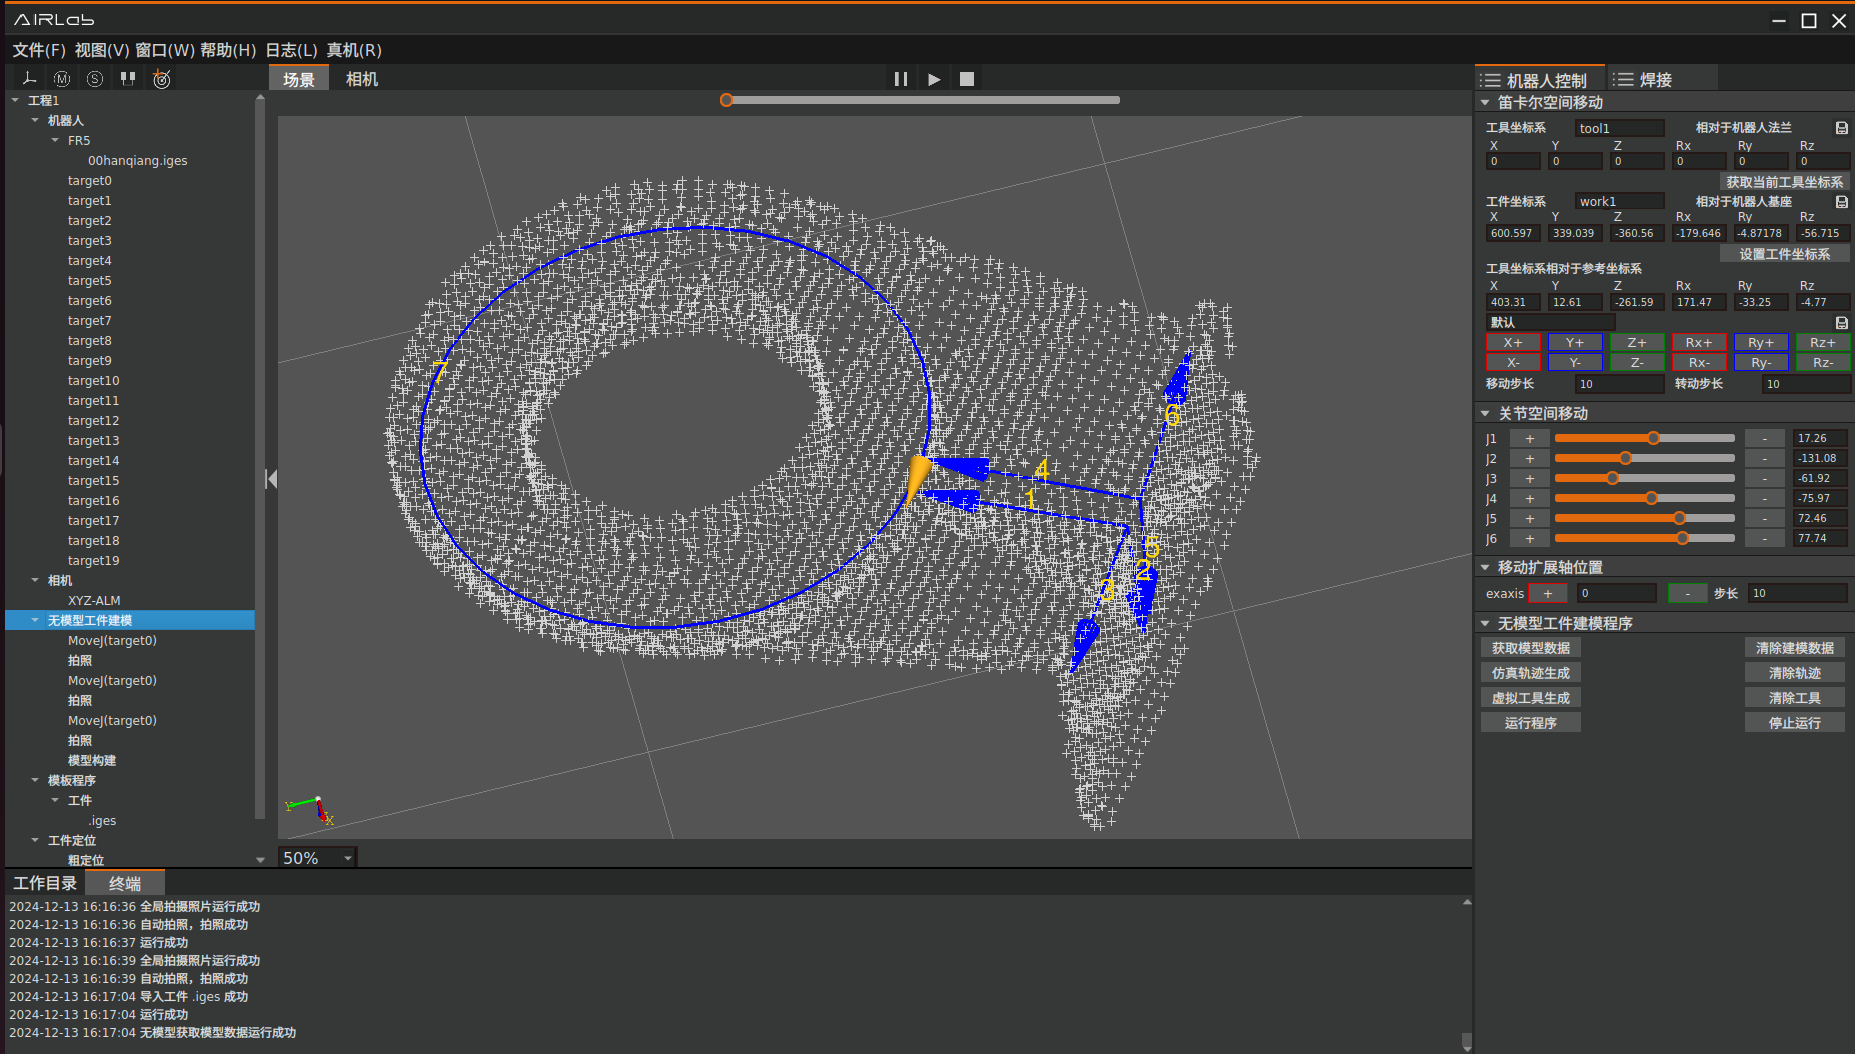 AIRLab
文件(F) 视图(V) 窗口(W) 帮助(H) 日志(L) 真机(R)
M S
场景 相机
工程1
机器人
FR5
00hanqiang.iges
target0
target1
target2
target3
target4
target5
target6
target7
target8
target9
target10
target11
target12
target13
target14
target15
target16
target17
target18
target19
相机
XYZ-ALM
无模型工件建模
MoveJ(target0)
拍照
MoveJ(target0)
拍照
MoveJ(target0)
拍照
模型构建
模板程序
工件
.iges
工件定位
粗定位
7
6
4
1
5
2
3
Y
X
50%
机器人控制 焊接
笛卡尔空间移动
工具坐标系 tool1 相对于机器人法兰
X Y Z Rx Ry Rz
0 0 0 0 0 0
获取当前工具坐标系
工件坐标系 work1 相对于机器人基座
X Y Z Rx Ry Rz
600.597 339.039 -360.56 -179.646 -4.87178 -56.715
设置工件坐标系
工具坐标系相对于参考坐标系
X Y Z Rx Ry Rz
403.31 12.61 -261.59 171.47 -33.25 -4.77
默认
X+ Y+ Z+ Rx+ Ry+ Rz+
X- Y- Z- Rx- Ry- Rz-
移动步长 10 转动步长 10
关节空间移动
J1 + - 17.26
J2 + - -131.08
J3 + - -61.92
J4 + - -75.97
J5 + - 72.46
J6 + - 77.74
移动扩展轴位置
exaxis + 0 - 步长 10
无模型工件建模程序
获取模型数据 清除建模数据
仿真轨迹生成 清除轨迹
虚拟工具生成 清除工具
运行程序 停止运行
工作目录 终端
2024-12-13 16:16:36 全局拍摄照片运行成功
2024-12-13 16:16:36 自动拍照，拍照成功
2024-12-13 16:16:37 运行成功
2024-12-13 16:16:39 全局拍摄照片运行成功
2024-12-13 16:16:39 自动拍照，拍照成功
2024-12-13 16:17:04 导入工件 .iges 成功
2024-12-13 16:17:04 运行成功
2024-12-13 16:17:04 无模型获取模型数据运行成功